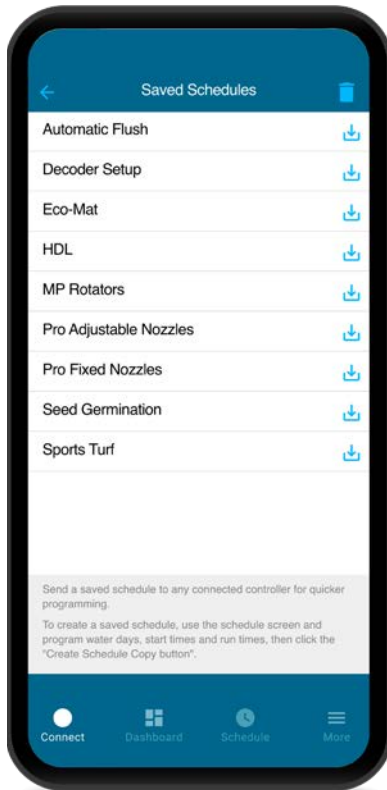 Saved Schedules
Automatic Flush
Decoder Setup
Eco-Mat
HDL
MP Rotators
Pro Adjustable Nozzles
Pro Fixed Nozzles
Seed Germination
Sports Turf
Send a saved schedule to any connected controller for quicker
programming.
To create a saved schedule, use the schedule screen and
program water days, start times and run times, then click the
"Create Schedule Copy button".
Connect Dashboard Schedule More